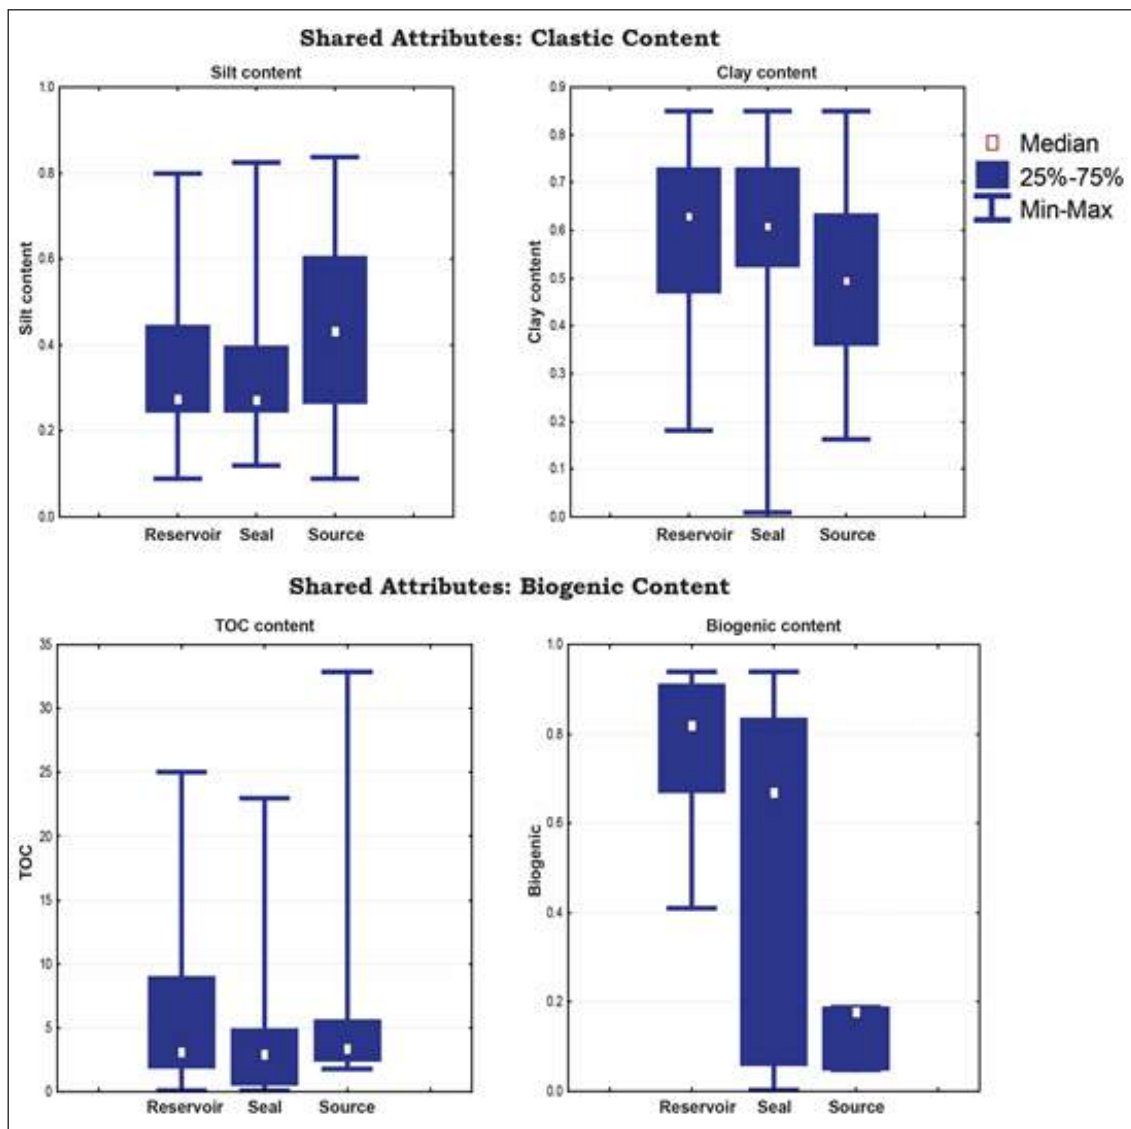 Shared Attributes: Clastic Content
Silt content
Clay content
1.0
0.8
0.6
0.4
0.2
0.0
Silt content
Reservoir Seal Source
0.9
0.8
0.7
0.6
0.5
0.4
0.3
0.2
0.1
0.0
Clay content
Reservoir Seal Source
Median
25%-75%
Min-Max
Shared Attributes: Biogenic Content
TOC content
Biogenic content
35
30
25
20
15
10
5
0
TOC
Reservoir Seal Source
1.0
0.8
0.6
0.4
0.2
0.0
Biogenic
Reservoir Seal Source